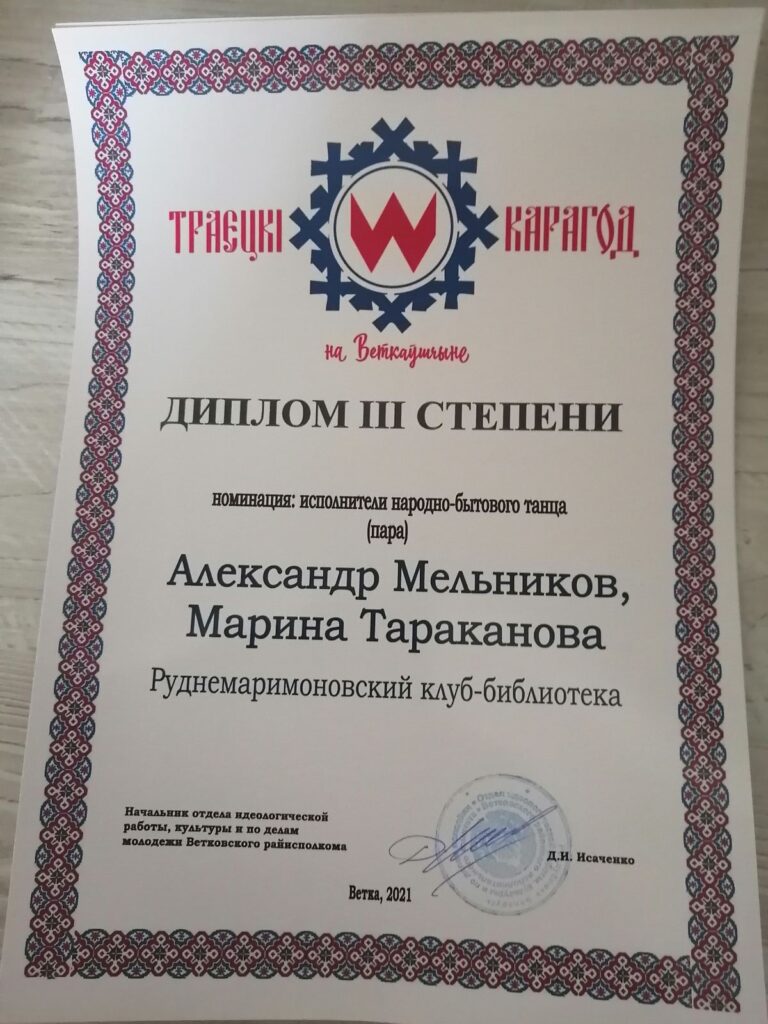 ТРАЕЦКІ КАРАГОД
на Веткаўшчыне
ДИПЛОМ III СТЕПЕНИ
номинация: исполнители народно-бытового танца
(пара)
Александр Мельников,
Марина Тараканова
Руднемаримоновский клуб-библиотека
Начальник отдела идеологической
работы, культуры и по делам
молодежи Ветковского райисполкома
Д.И. Исаченко
Ветка, 2021